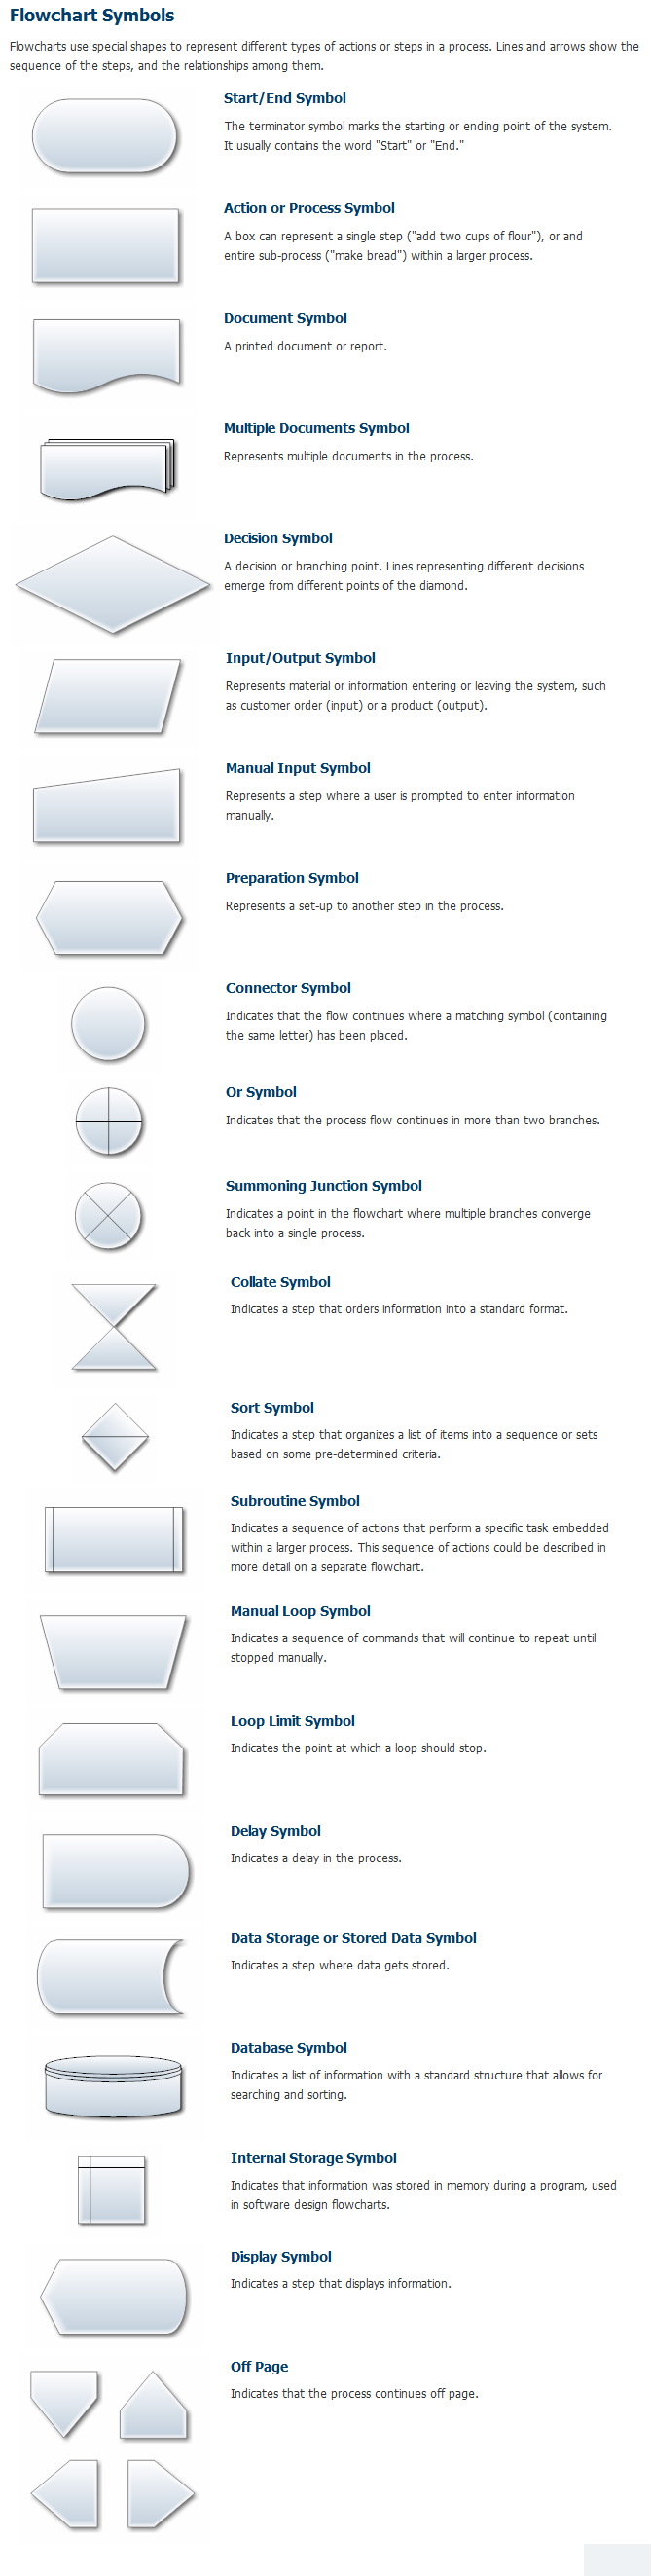 Flowchart Symbols
Flowcharts use special shapes to represent different types of actions or steps in a process. Lines and arrows show the
sequence of the steps, and the relationships among them.
Start/End Symbol
The terminator symbol marks the starting or ending point of the system.
It usually contains the word "Start" or "End."
Action or Process Symbol
A box can represent a single step ("add two cups of flour"), or and
entire sub-process ("make bread") within a larger process.
Document Symbol
A printed document or report.
Multiple Documents Symbol
Represents multiple documents in the process.
Decision Symbol
A decision or branching point. Lines representing different decisions
emerge from different points of the diamond.
Input/Output Symbol
Represents material or information entering or leaving the system, such
as customer order (input) or a product (output).
Manual Input Symbol
Represents a step where a user is prompted to enter information
manually.
Preparation Symbol
Represents a set-up to another step in the process.
Connector Symbol
Indicates that the flow continues where a matching symbol (containing
the same letter) has been placed.
Or Symbol
Indicates that the process flow continues in more than two branches.
Summoning Junction Symbol
Indicates a point in the flowchart where multiple branches converge
back into a single process.
Collate Symbol
Indicates a step that orders information into a standard format.
Sort Symbol
Indicates a step that organizes a list of items into a sequence or sets
based on some pre-determined criteria.
Subroutine Symbol
Indicates a sequence of actions that perform a specific task embedded
within a larger process. This sequence of actions could be described in
more detail on a separate flowchart.
Manual Loop Symbol
Indicates a sequence of commands that will continue to repeat until
stopped manually.
Loop Limit Symbol
Indicates the point at which a loop should stop.
Delay Symbol
Indicates a delay in the process.
Data Storage or Stored Data Symbol
Indicates a step where data gets stored.
Database Symbol
Indicates a list of information with a standard structure that allows for
searching and sorting.
Internal Storage Symbol
Indicates that information was stored in memory during a program, used
in software design flowcharts.
Display Symbol
Indicates a step that displays information.
Off Page
Indicates that the process continues off page.